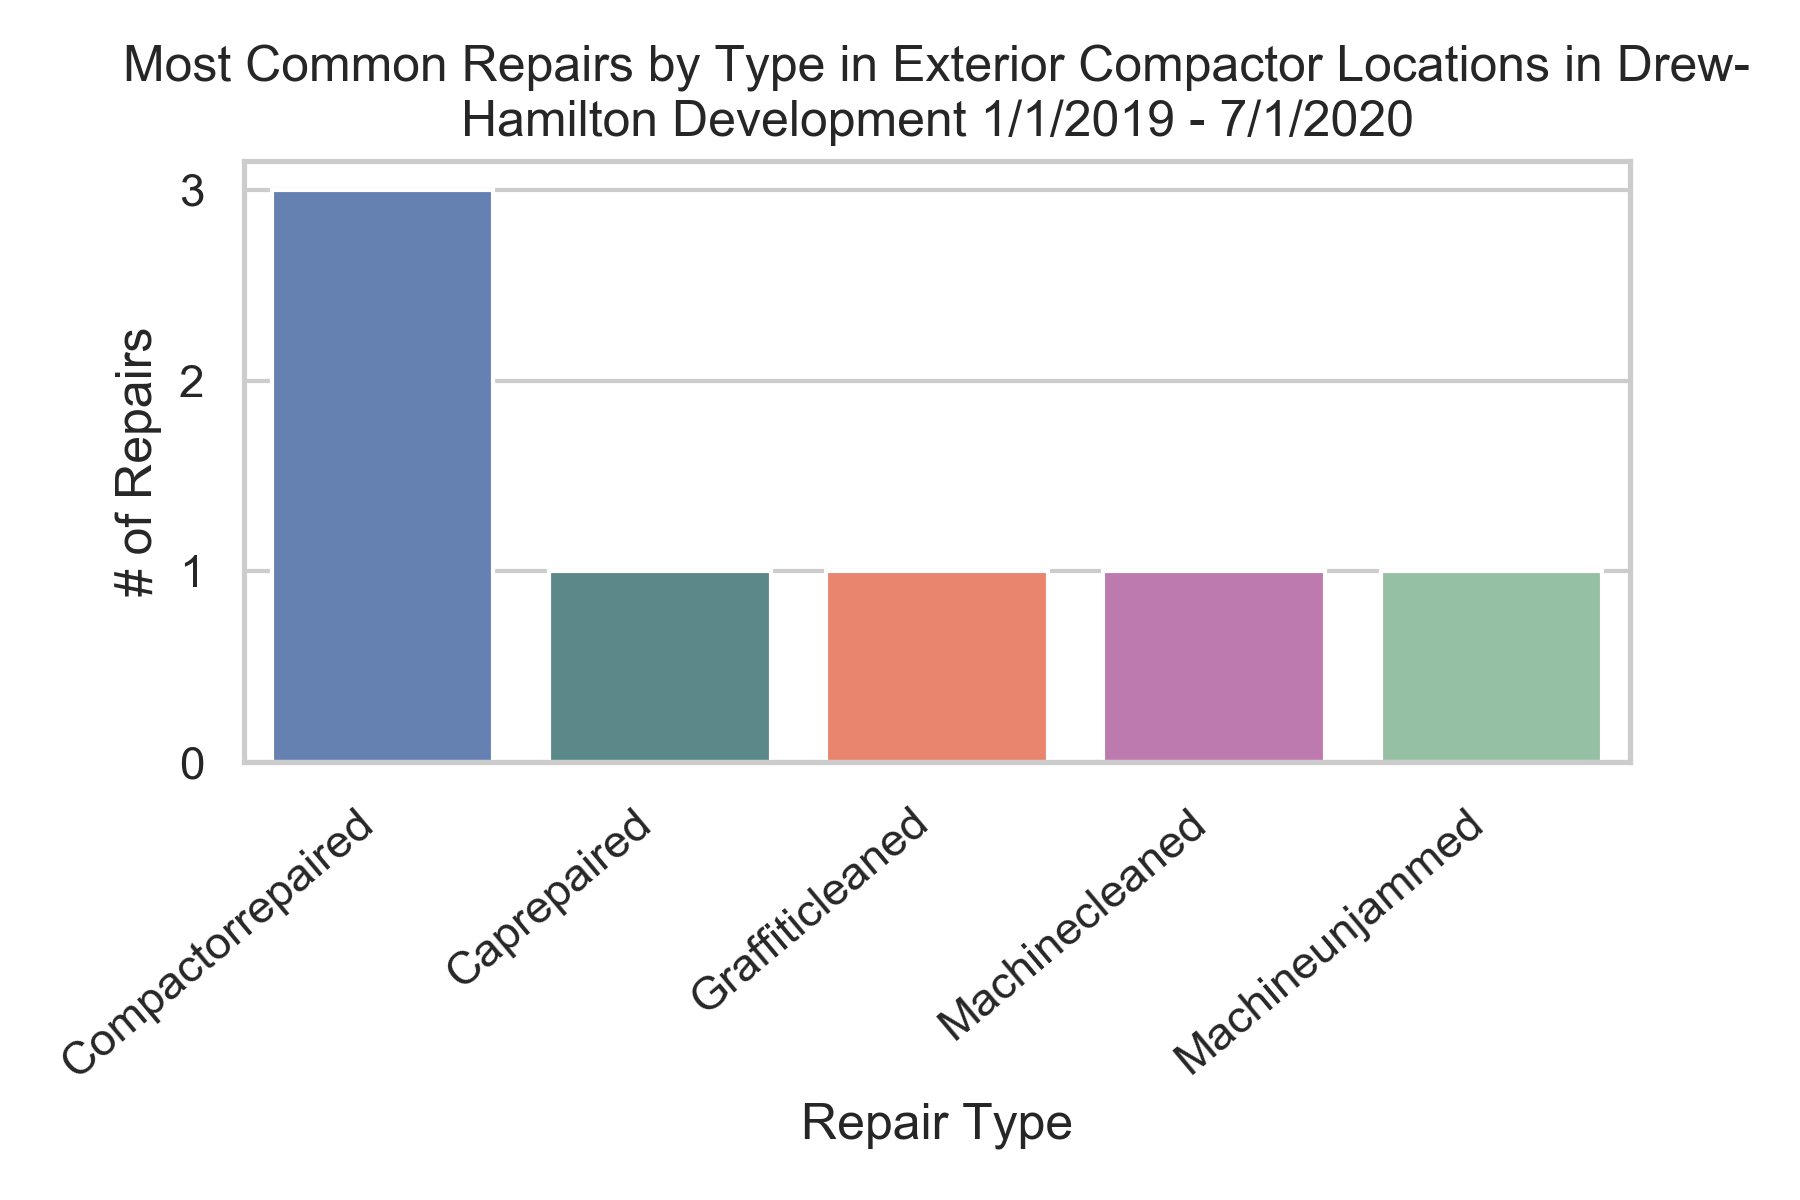 Most Common Repairs by Type in Exterior Compactor Locations in Drew-
Hamilton Development 1/1/2019 - 7/1/2020
# of Repairs
3
2
1
0
Compactorrepaired
Caprepaired
Graffiticleaned
Machinecleaned
Machineunjammed
Repair Type